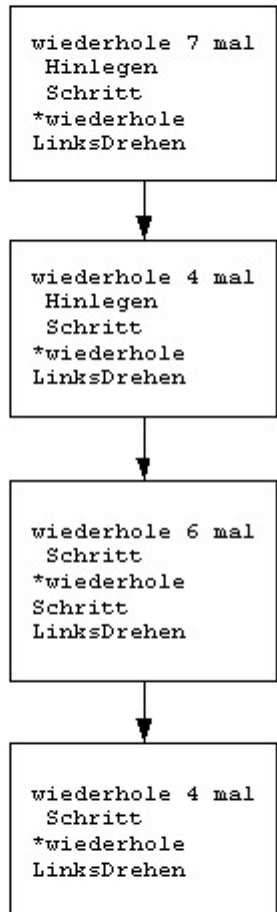 wiederhole 7 mal
Hinlegen
Schritt
*wiederhole
LinksDrehen
wiederhole 4 mal
Hinlegen
Schritt
*wiederhole
LinksDrehen
wiederhole 6 mal
Schritt
*wiederhole
Schritt
LinksDrehen
wiederhole 4 mal
Schritt
*wiederhole
LinksDrehen